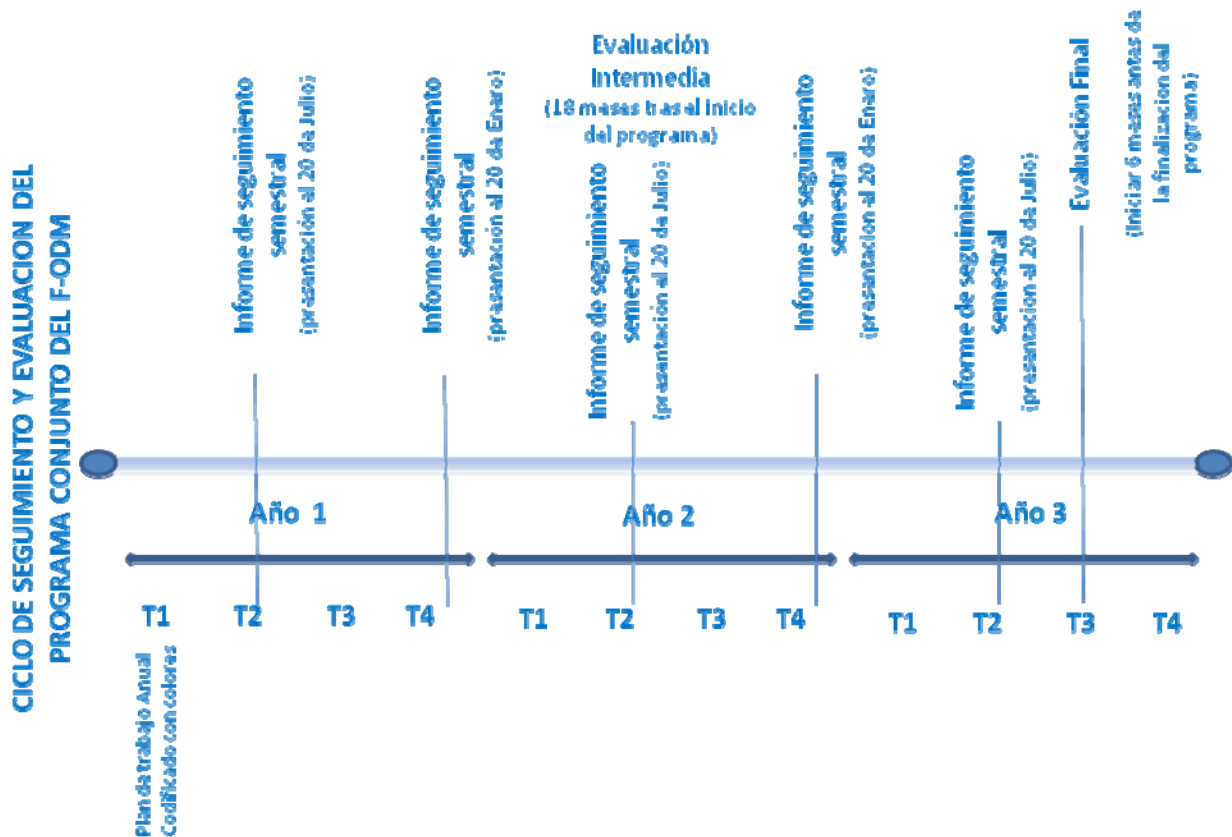 CICLO DE SEGUIMIENTO Y EVALUACION DEL
PROGRAMA CONJUNTO DEL F-ODM
Informe de seguimiento
semestral
(presentación al 20 de Julio)
Informe de seguimiento
semestral
(presentación al 20 de Enero)
Evaluación
Intermedia
(18 meses tras el inicio
del programa)
Informe de seguimiento
semestral
(presentación al 20 de Julio)
Informe de seguimiento
semestral
(presentacion al 20 de Enero)
Informe de seguimiento
semestral
(presentacion al 20 de Julio)
Evaluación Final
(Iniciar 6 meses antes de
la finalizacion del
programa)
Año 1
Año 2
Año 3
T1
T2
T3
T4
T1
T2
T3
T4
T1
T2
T3
T4
Plan de trabajo Anual
Codificado con colores